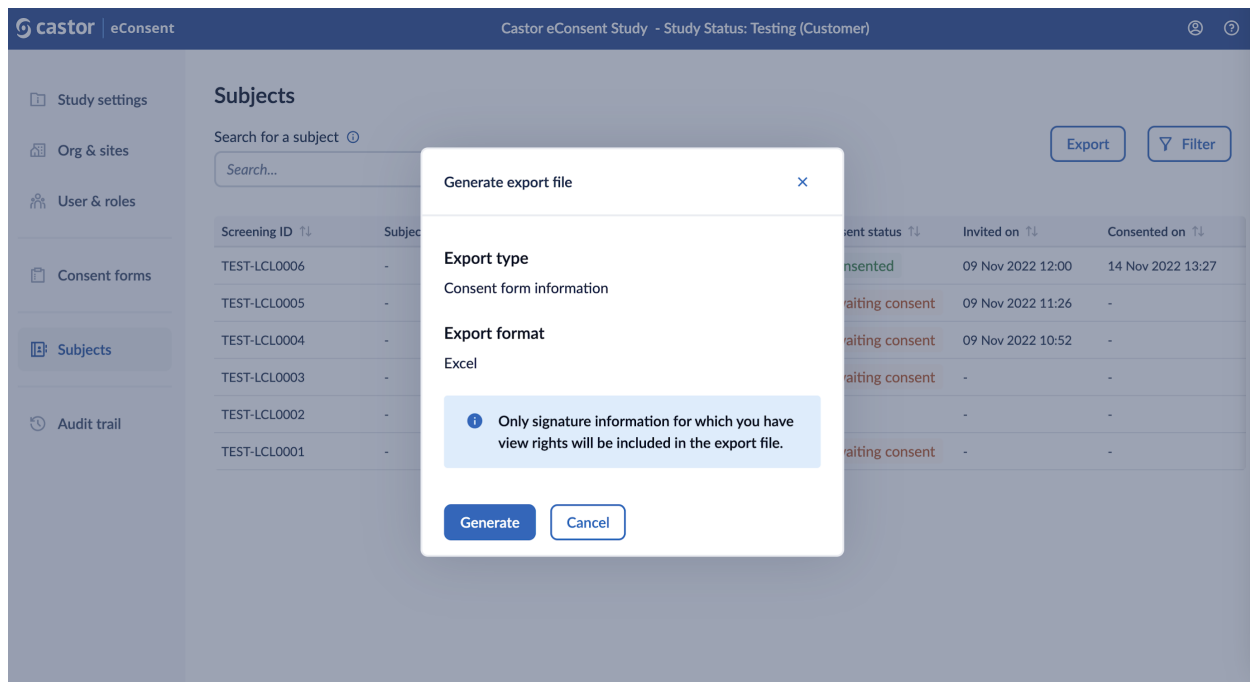 castor eConsent
Castor eConsent Study - Study Status: Testing (Customer)
Study settings
Org & sites
User & roles
Consent forms
Subjects
Audit trail
Subjects
Search for a subject
Search...
Export
Filter
Screening ID
Invited on
Consented on
TEST-LCL0006 - 09 Nov 2022 12:00 14 Nov 2022 13:27
TEST-LCL0005 - consent 09 Nov 2022 11:26 -
TEST-LCL0004 - consent 09 Nov 2022 10:52 -
TEST-LCL0003 - consent - -
TEST-LCL0002 - - -
TEST-LCL0001 - consent - -
Generate export file
Export type
Consent form information
Export format
Excel
Only signature information for which you have
view rights will be included in the export file.
Generate
Cancel